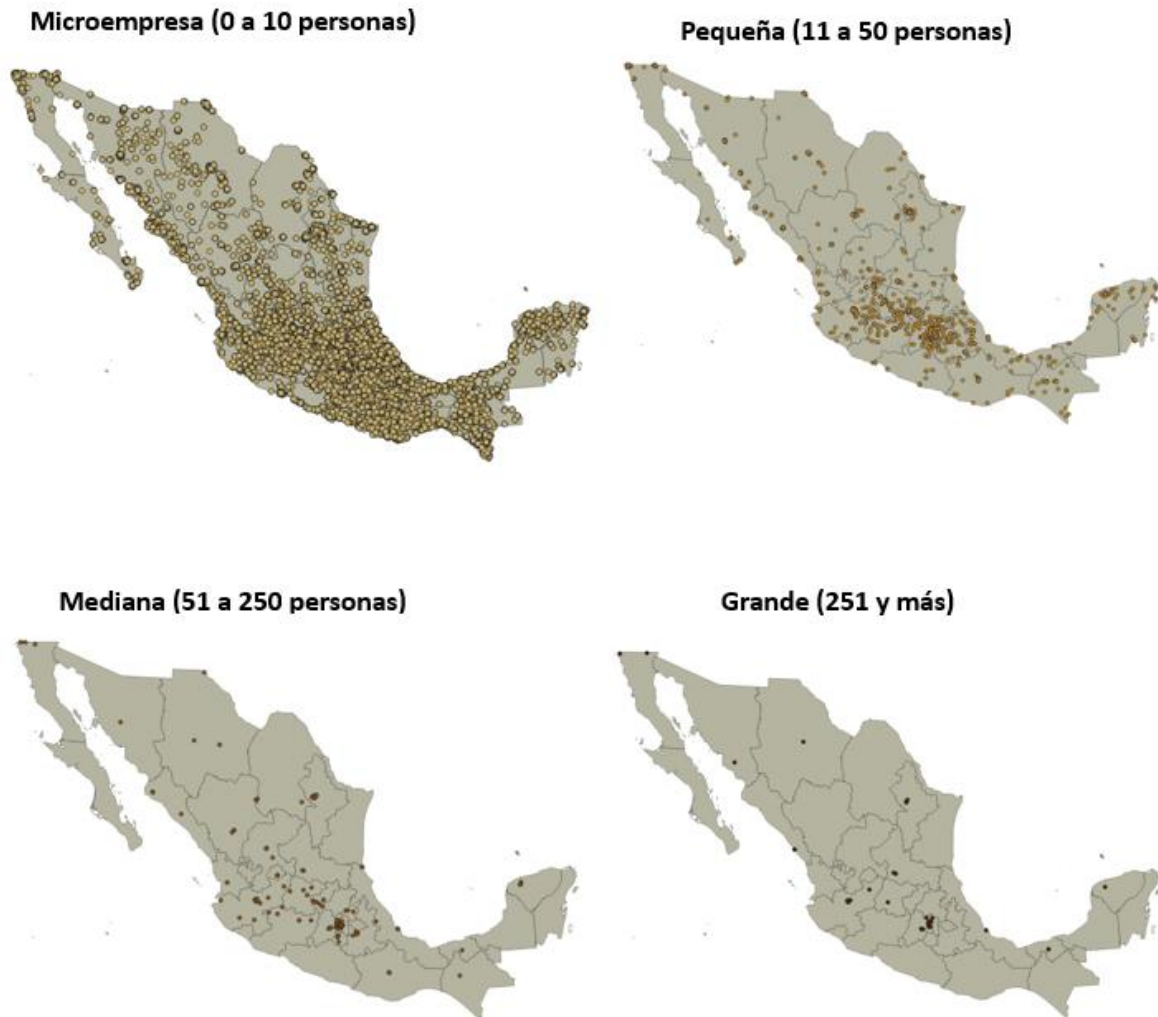 Microempresa (0 a 10 personas)
Pequeña (11 a 50 personas)
Mediana (51 a 250 personas)
Grande (251 y más)